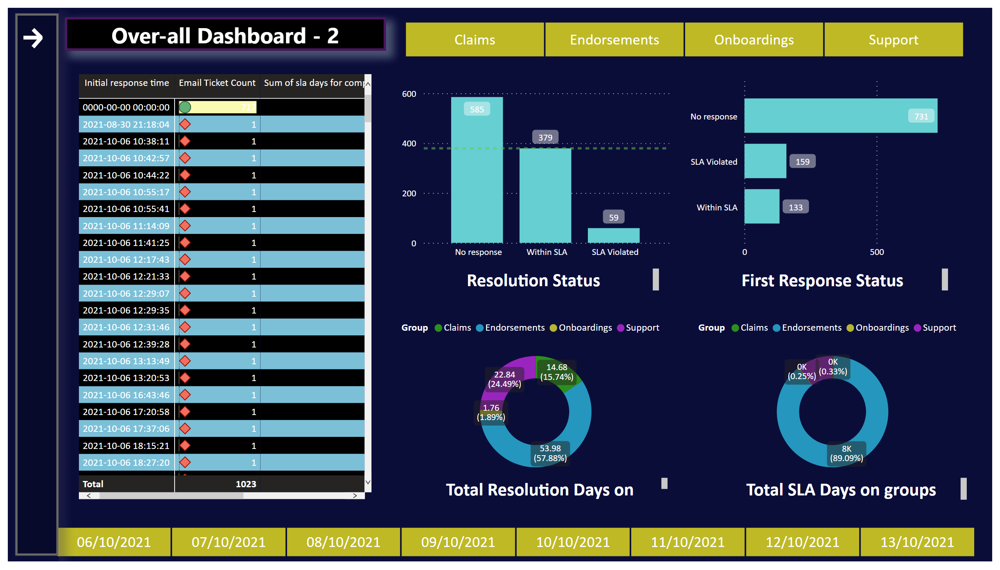 Over-all Dashboard - 2
Claims
Endorsements
Onboardings
Support
Initial response time Email Ticket Count Sum of sla days for comp
0000-00-00 00:00:00 717
2021-08-30 21:18:04 1
2021-10-06 10:38:11 1
2021-10-06 10:42:57 1
2021-10-06 10:44:22 1
2021-10-06 10:55:17 1
2021-10-06 10:55:41 1
2021-10-06 11:14:09 1
2021-10-06 11:41:25 1
2021-10-06 12:17:43 1
2021-10-06 12:21:33 1
2021-10-06 12:29:07 1
2021-10-06 12:29:35 1
2021-10-06 12:31:46 1
2021-10-06 12:39:28 1
2021-10-06 13:13:49 1
2021-10-06 13:20:53 1
2021-10-06 16:43:46 1
2021-10-06 17:20:58 1
2021-10-06 17:37:06 1
2021-10-06 18:15:21 1
2021-10-06 18:27:20 1
Total 1023
600
400
200
0
585
379
59
No response
Within SLA
SLA Violated
Resolution Status
No response
731
SLA Violated
159
Within SLA
133
0
500
First Response Status
Group Claims Endorsements Onboardings Support
14.68
(15.74%)
22.84
(24.49%)
1.76
(1.89%)
53.98
(57.88%)
Total Resolution Days on
Group Claims Endorsements Onboardings Support
0K
(0.25%)
0K
(0.33%)
8K
(89.09%)
Total SLA Days on groups
06/10/2021
07/10/2021
08/10/2021
09/10/2021
10/10/2021
11/10/2021
12/10/2021
13/10/2021